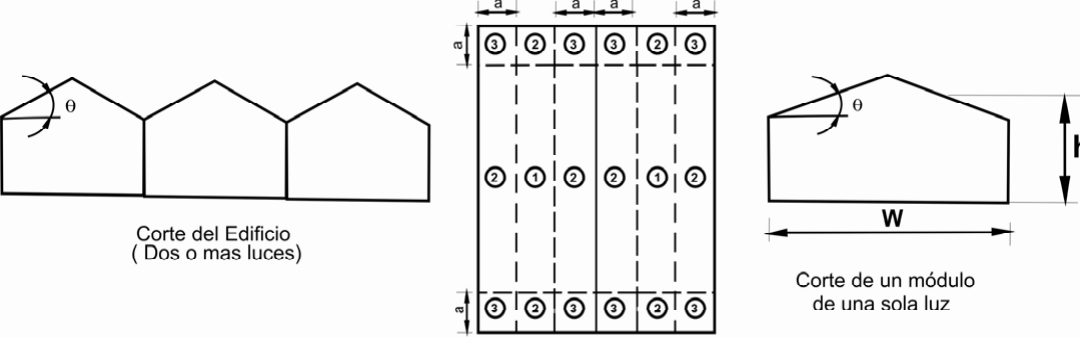 θ
Corte del Edificio
( Dos o mas luces)
a a a a
a
3 2 3 3 2 3
2 1 2 2 1 2
a
3 2 3 3 2 3
θ
h
W
Corte de un módulo
de una sola luz